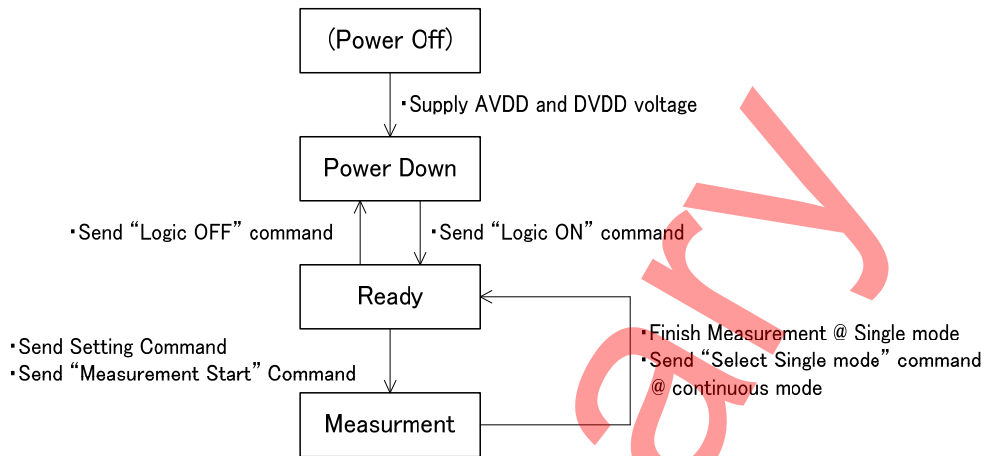 (Power Off)
・Supply AVDD and DVDD voltage
Power Down
・Send “Logic OFF” command
・Send “Logic ON” command
Ready
・Send Setting Command
・Send “Measurement Start” Command
・Finish Measurement @ Single mode
・Send “Select Single mode” command
@ continuous mode
Measurment
ary